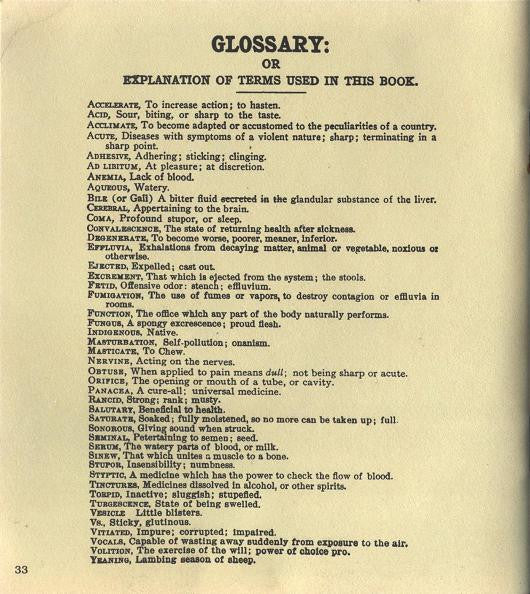 GLOSSARY:
OR
EXPLANATION OF TERMS USED IN THIS BOOK.
ACCELERATE, To increase action; to hasten.
ACID, Sour, biting, or sharp to the taste.
ACCLIMATE, To become adapted or accustomed to the peculiarities of a country.
ACUTE, Diseases with symptoms of a violent nature; sharp; terminating in a
sharp point.
ADHESIVE, Adhering; sticking; clinging.
AD LIBITUM, At pleasure; at discretion.
ANEMIA, Lack of blood.
AQUEOUS, Watery.
BILE (or Gall) A bitter fluid secreted in the glandular substance of the liver.
CEREBRAL, Appertaining to the brain.
COMA, Profound stupor, or sleep.
CONVALESCENCE, The state of returning health after sickness.
DEGENERATE, To become worse, poorer, meaner, inferior.
EFFLUVIA, Exhalations from decaying matter, animal or vegetable, noxious or
otherwise.
EJECTED, Expelled; cast out.
EXCREMENT, That which is ejected from the system; the stools.
FETID, Offensive odor: stench; effluvium.
FUMIGATION, The use of fumes or vapors, to destroy contagion or effluvia in
rooms.
FUNCTION, The office which any part of the body naturally performs.
FUNGUS, A spongy excrescence; proud flesh.
INDIGENOUS, Native.
MASTURBATION, Self-pollution; onanism.
MASTICATE, To Chew.
NERVINE, Acting on the nerves.
OBTUSE, When applied to pain means dull; not being sharp or acute.
ORIFICE, The opening or mouth of a tube, or cavity.
PANACEA, A cure-all; universal medicine.
RANCID, Strong; rank; musty.
SALUTARY, Beneficial to health.
SATURATE, Soaked; fully moistened, so no more can be taken up; full.
SONOROUS, Giving sound when struck.
SEMINAL, Petertaining to semen; seed.
SERUM, The watery parts of blood, or milk.
SINEW, That which unites a muscle to a bone.
STUPOR, Insensibility; numbness.
STYPTIC, A medicine which has the power to check the flow of blood.
TINCTURES, Medicines dissolved in alcohol, or other spirits.
TORPID, Inactive; sluggish; stupefied.
TURGESCENCE, State of being swelled.
VESICLE Little blisters.
VS., Sticky, glutinous.
VITIATED, Impure; corrupted; impaired.
VOCALS, Capable of wasting away suddenly from exposure to the air.
VOLITION, The exercise of the will; power of choice pro.
YEANING, Lambing season of sheep.
33